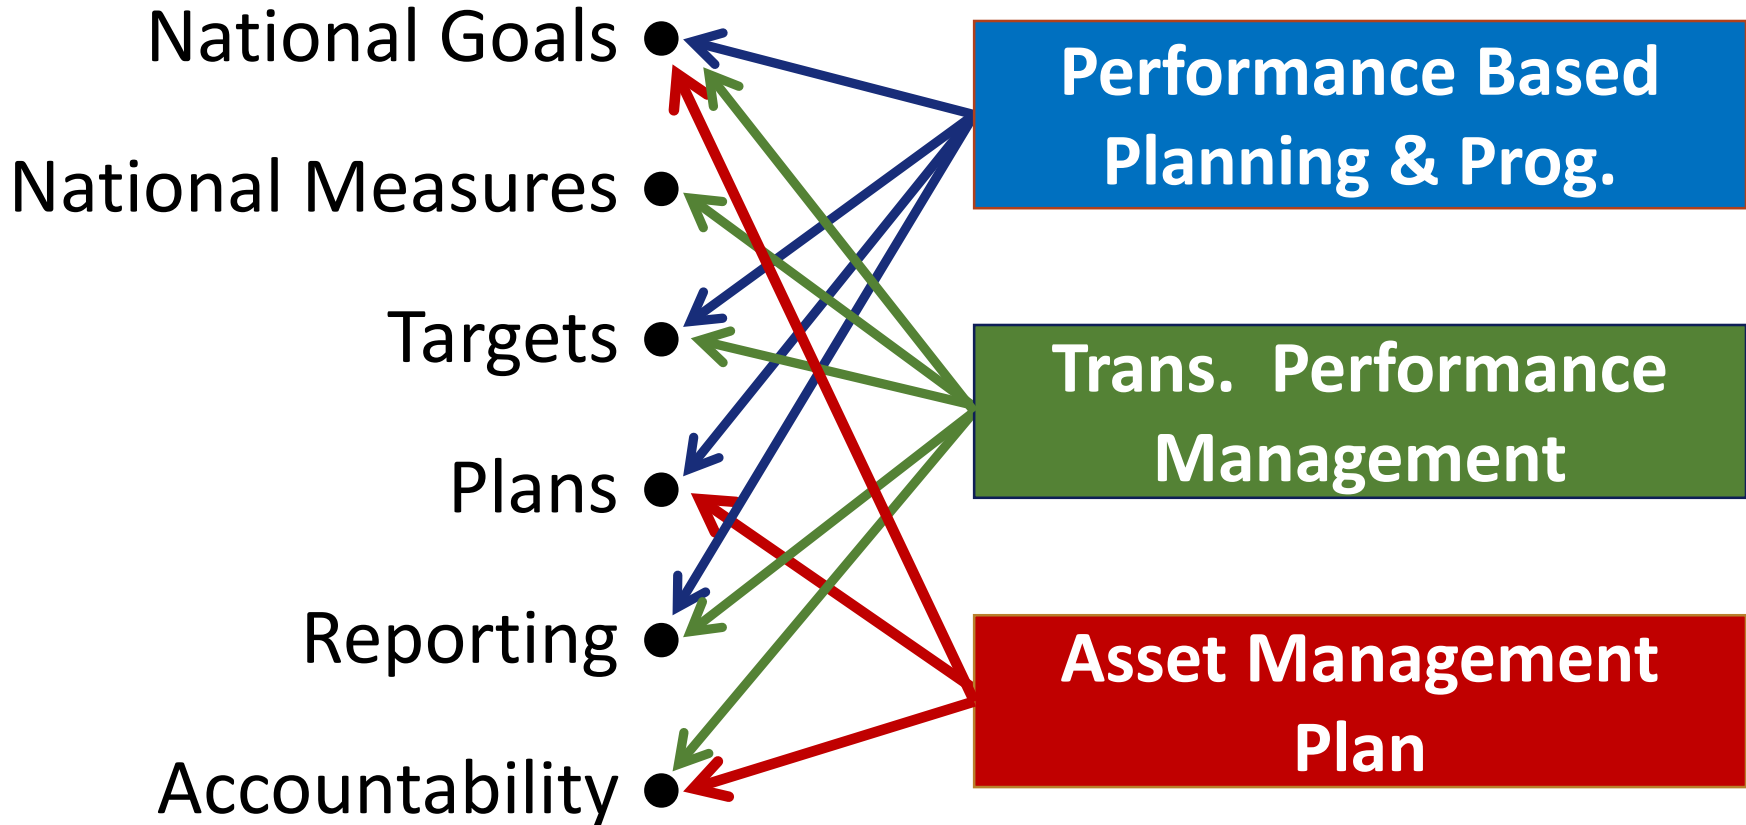 National Goals
National Measures
Targets
Plans
Reporting
Accountability
Performance Based
Planning & Prog.
Trans.  Performance
Management
Asset Management
Plan